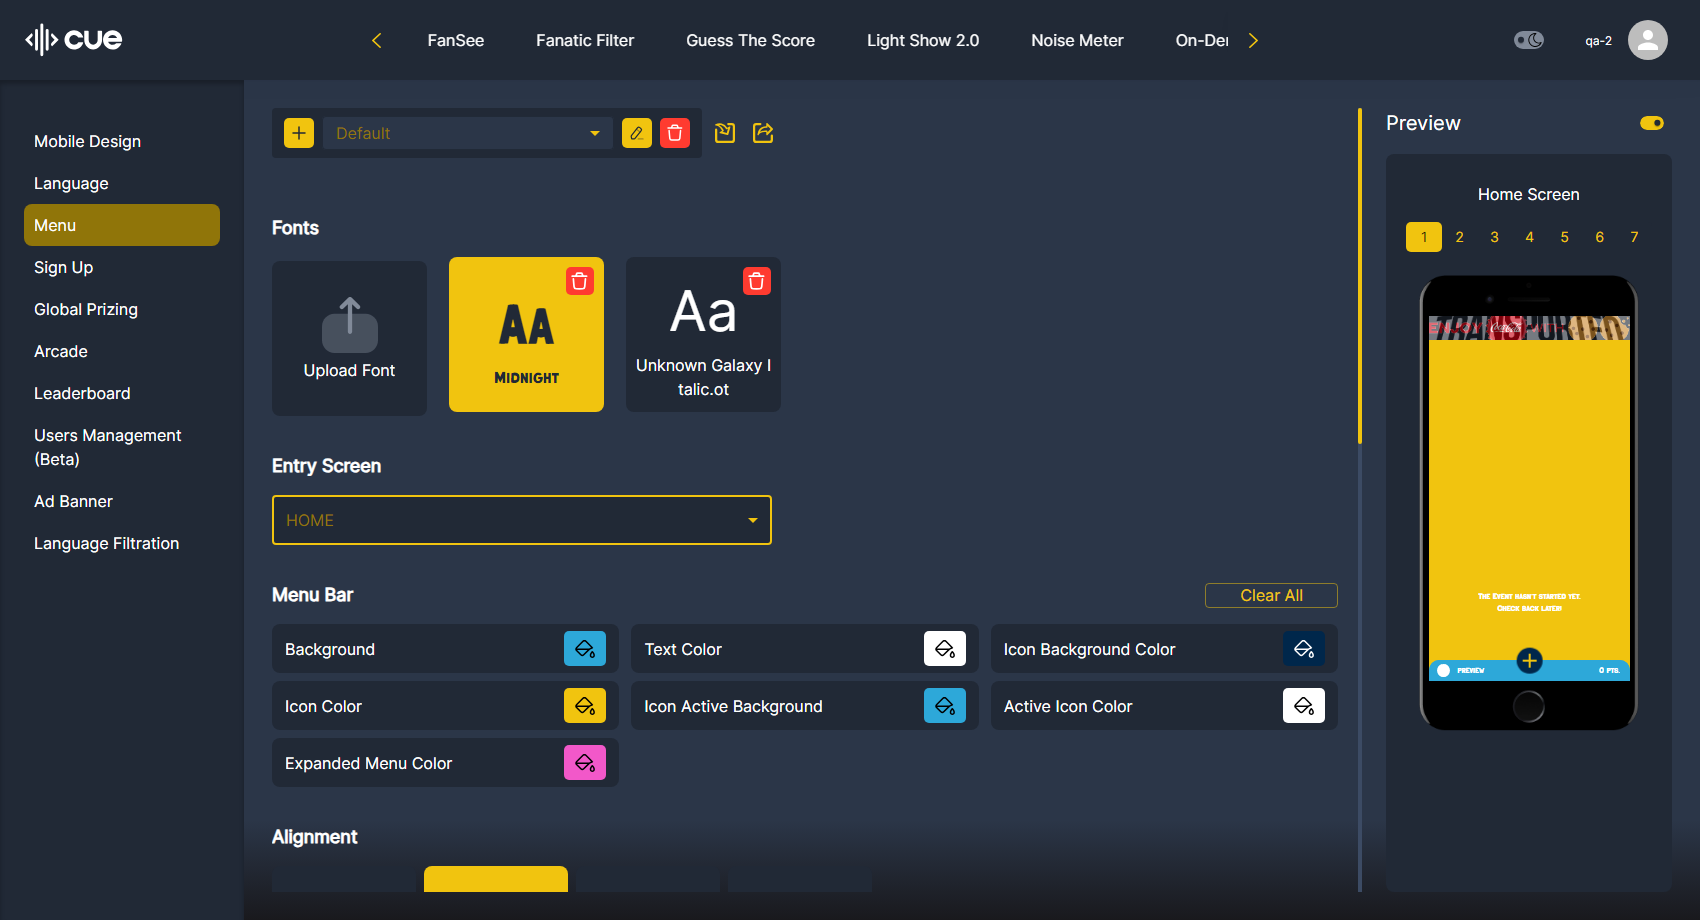 cue
FanSee
Fanatic Filter
Guess The Score
Light Show 2.0
Noise Meter
On-Der
qa-2
Mobile Design
Language
Menu
Sign Up
Global Prizing
Arcade
Leaderboard
Users Management
(Beta)
Ad Banner
Language Filtration
Default
Fonts
Upload Font
AA
MIDNIGHT
Aa
Unknown Galaxy I
talic.ot
Entry Screen
HOME
Menu Bar
Clear All
Background
Text Color
Icon Background Color
Icon Color
Icon Active Background
Active Icon Color
Expanded Menu Color
Alignment
Preview
Home Screen
1 2 3 4 5 6 7
Coca-Cola
THE EVENT HASN'T STARTED YET.
CHECK BACK LATER!
PREVIEW
0 PTS.